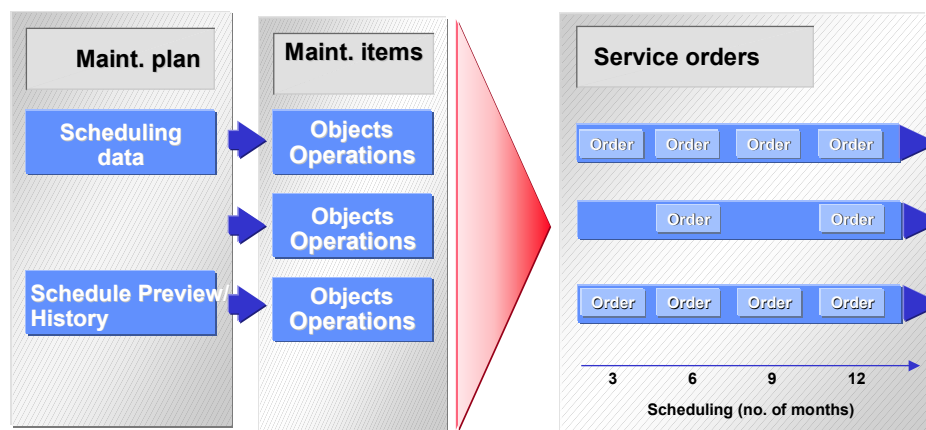 Maint. plan
Scheduling
data
Schedule Preview/
History
Maint. items
Objects
Operations
Objects
Operations
Objects
Operations
Service orders
Order Order Order Order
Order Order
Order Order Order Order
3 6 9 12
Scheduling (no. of months)